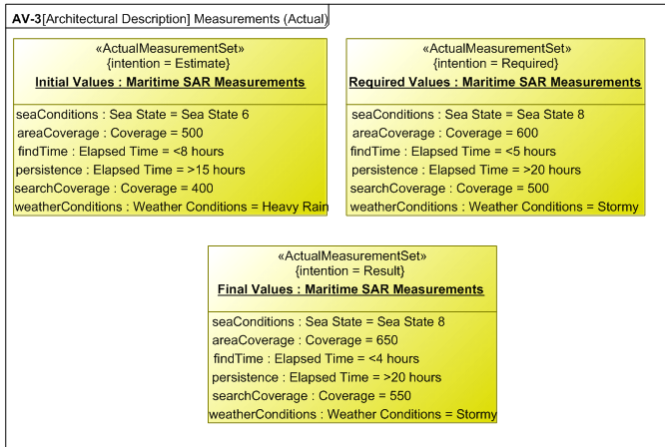 AV-3[Architectural Description] Measurements (Actual)
«ActualMeasurementSet»
{intention = Estimate}
Initial Values : Maritime SAR Measurements
seaConditions : Sea State = Sea State 6
areaCoverage : Coverage = 500
findTime : Elapsed Time = <8 hours
persistence : Elapsed Time = >15 hours
searchCoverage : Coverage = 400
weatherConditions : Weather Conditions = Heavy Rain
«ActualMeasurementSet»
{intention = Required}
Required Values : Maritime SAR Measurements
seaConditions : Sea State = Sea State 8
areaCoverage : Coverage = 600
findTime : Elapsed Time = <5 hours
persistence : Elapsed Time = >20 hours
searchCoverage : Coverage = 500
weatherConditions : Weather Conditions = Stormy
«ActualMeasurementSet»
{intention = Result}
Final Values : Maritime SAR Measurements
seaConditions : Sea State = Sea State 8
areaCoverage : Coverage = 650
findTime : Elapsed Time = <4 hours
persistence : Elapsed Time = >20 hours
searchCoverage : Coverage = 550
weatherConditions : Weather Conditions = Stormy